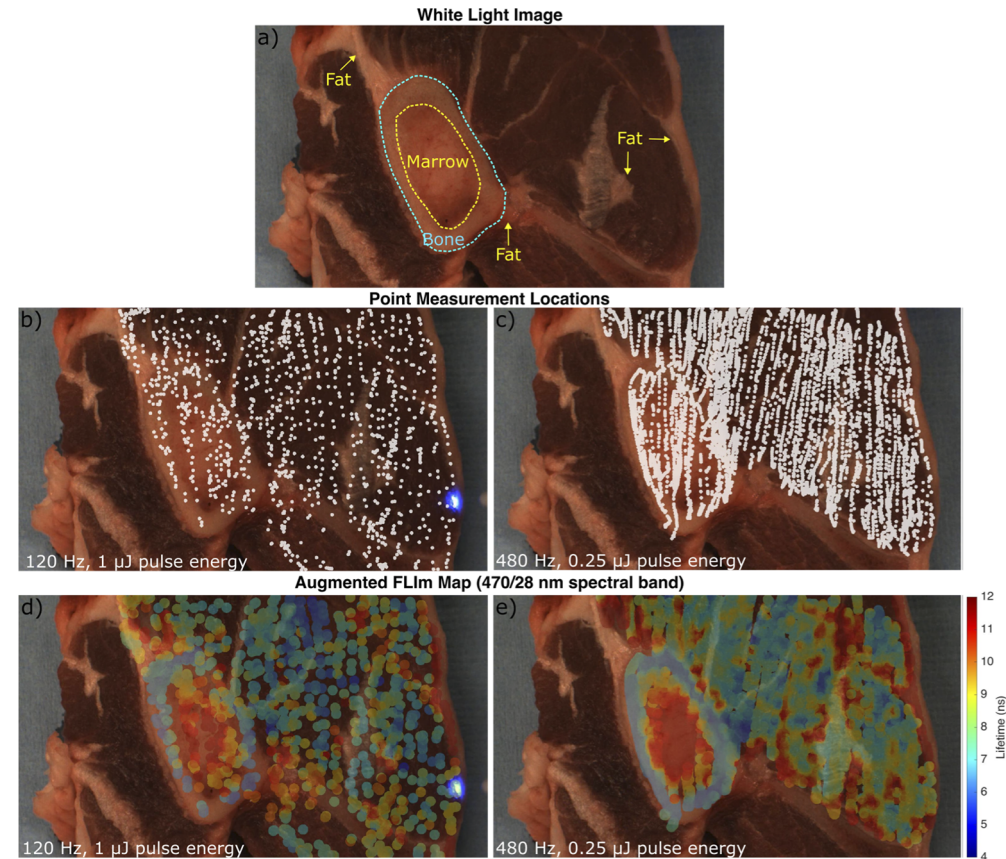 White Light Image
a)
Fat
Fat
Marrow
Bone
Fat
Point Measurement Locations
b)
c)
120 Hz, 1 μJ pulse energy
480 Hz, 0.25 μJ pulse energy
Augmented FLIm Map (470/28 nm spectral band)
d)
e)
12
11
10
9
8
7
6
5
4
Lifetime (ns)
120 Hz, 1 μJ pulse energy
480 Hz, 0.25 μJ pulse energy